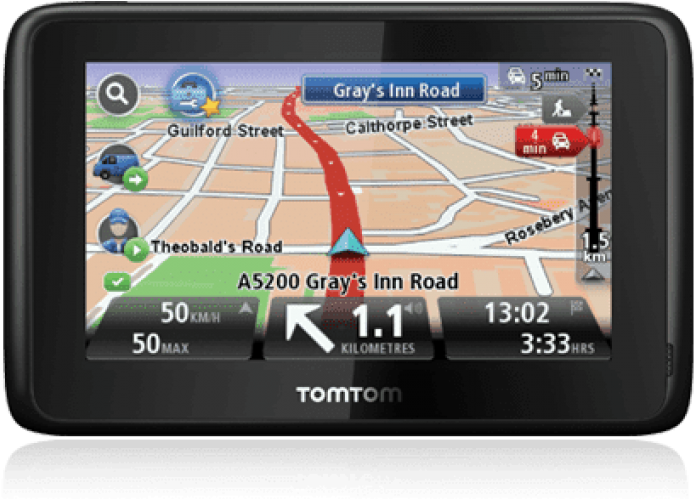 Gray's Inn Road
5 min
Guilford Street
Calthorpe Street
4
min
Theobald's Road
Rosebery
1.5
km
A5200 Gray's Inn Road
50 KM/H
50 MAX
1.1
KILOMETRES
13:02
3:33 HRS
TOMTOM